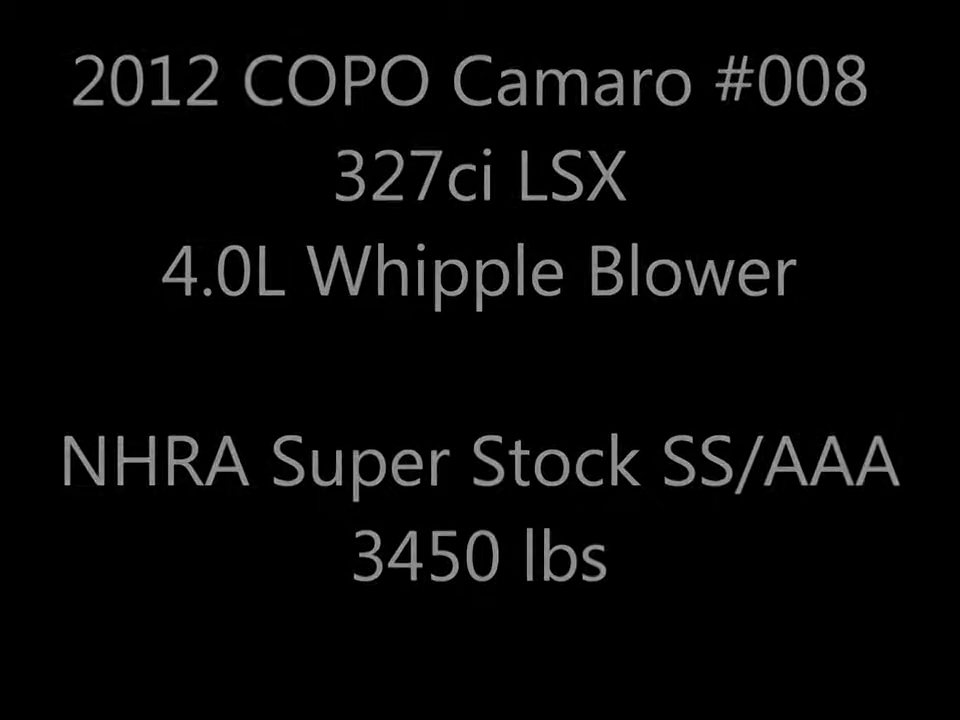 2012 COPO Camaro #008
327ci LSX
4.0L Whipple Blower
NHRA Super Stock SS/AAA
3450 lbs